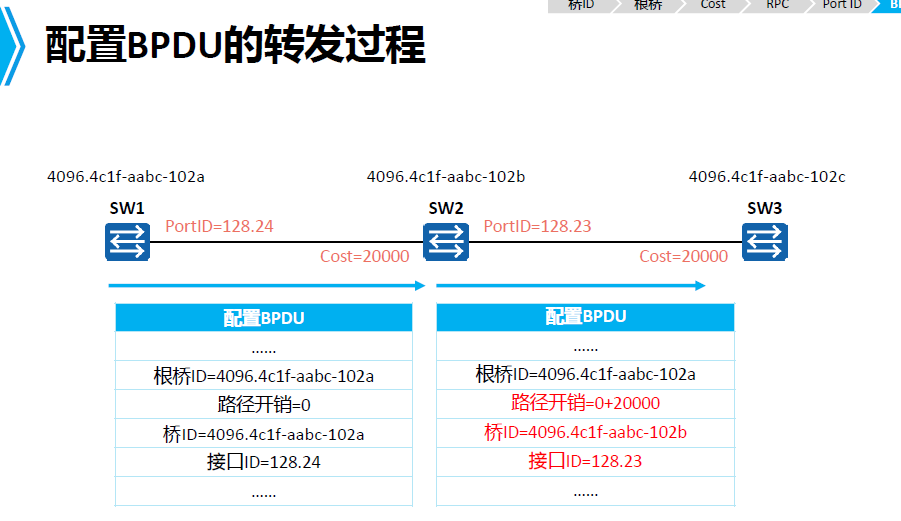 桥ID
根桥
Cost
RPC
Port ID
配置BPDU的转发过程
4096.4c1f-aabc-102a
4096.4c1f-aabc-102b
4096.4c1f-aabc-102c
SW1
SW2
SW3
PortID=128.24
PortID=128.23
Cost=20000
Cost=20000
配置BPDU
......
根桥ID=4096.4c1f-aabc-102a
路径开销=0
桥ID=4096.4c1f-aabc-102a
接口ID=128.24
......
配置BPDU
......
根桥ID=4096.4c1f-aabc-102a
路径开销=0+20000
桥ID=4096.4c1f-aabc-102b
接口ID=128.23
......